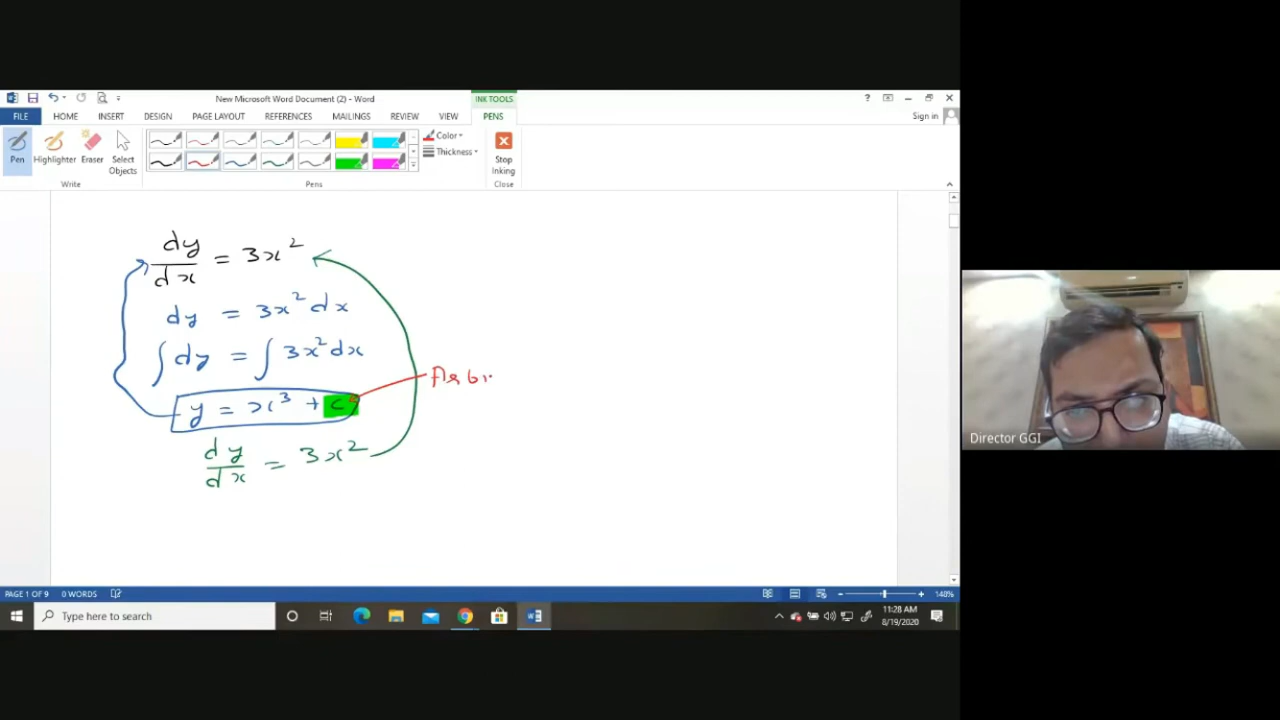 New Microsoft Word Document (2) - Word
INK TOOLS
? 
Sign in
FILE HOME INSERT DESIGN PAGE LAYOUT REFERENCES MAILINGS REVIEW VIEW PENS
Pen Highlighter Eraser Select Objects
Color
Thickness
Stop Inking
Write Pens Close
dy/dx = 3x²
dy = 3x² dx
∫ dy = ∫ 3x² dx
y = x³ + c
Arbi
dy/dx = 3x²
Director GGI
PAGE 1 OF 9 0 WORDS 148%
Type here to search
11:28 AM
8/19/2020